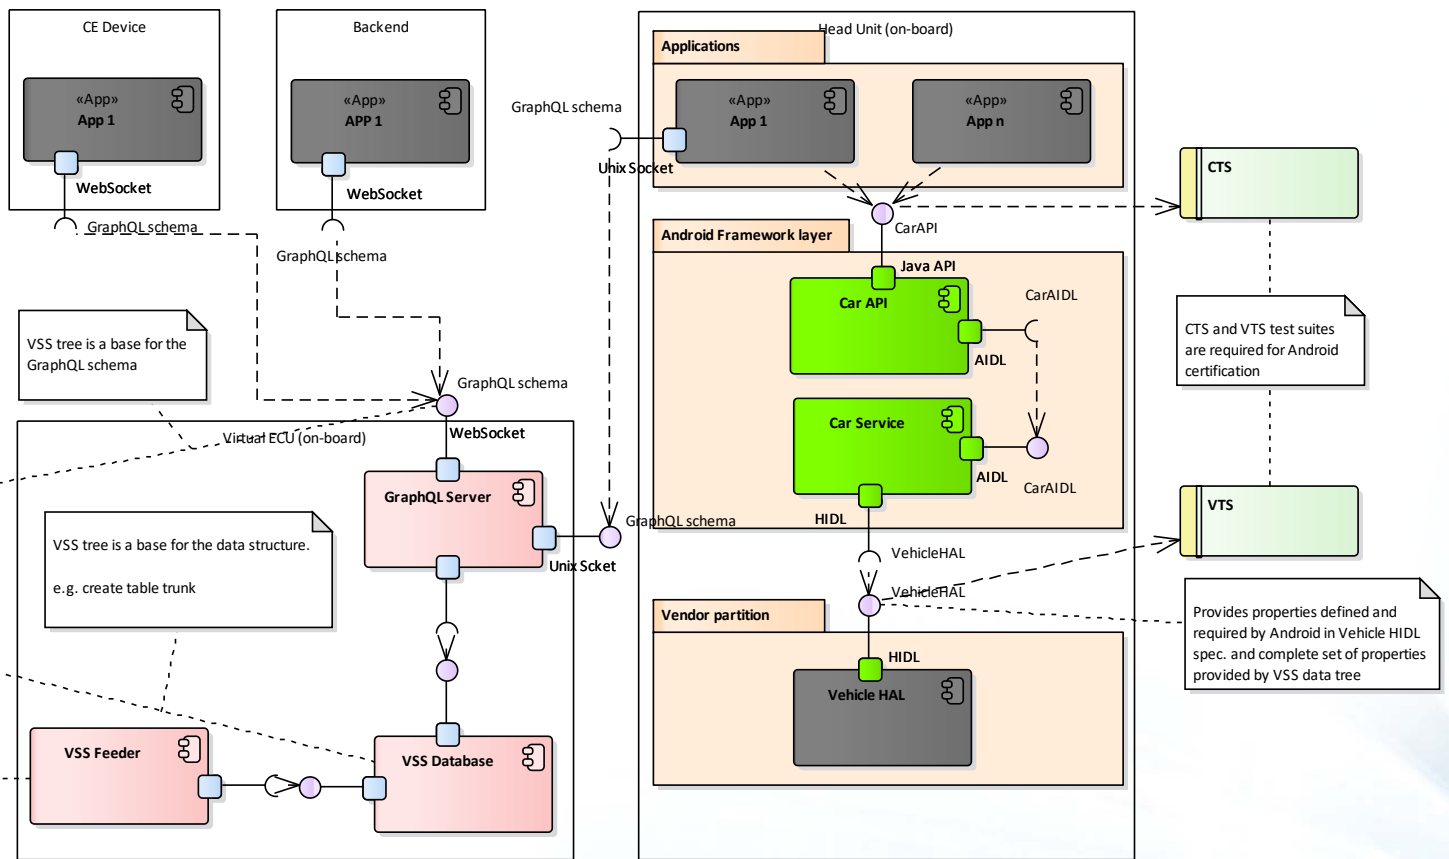 CE Device
«App»
App 1
WebSocket
GraphQL schema
Backend
«App»
APP 1
WebSocket
GraphQL schema
Head Unit (on-board)
Applications
«App»
App 1
«App»
App n
GraphQL schema
Unix Socket
CarAPI
Android Framework layer
Java API
Car API
CarAIDL
AIDL
Car Service
AIDL
CarAIDL
HIDL
VehicleHAL
VehicleHAL
Vendor partition
HIDL
Vehicle HAL
CTS
CTS and VTS test suites
are required for Android
certification
VTS
Provides properties defined and
required by Android in Vehicle HIDL
spec. and complete set of properties
provided by VSS data tree
VSS tree is a base for the
GraphQL schema
GraphQL schema
WebSocket
Virtual ECU (on-board)
GraphQL Server
GraphQL schema
Unix Scket
VSS tree is a base for the data structure.
e.g. create table trunk
VSS Feeder
VSS Database